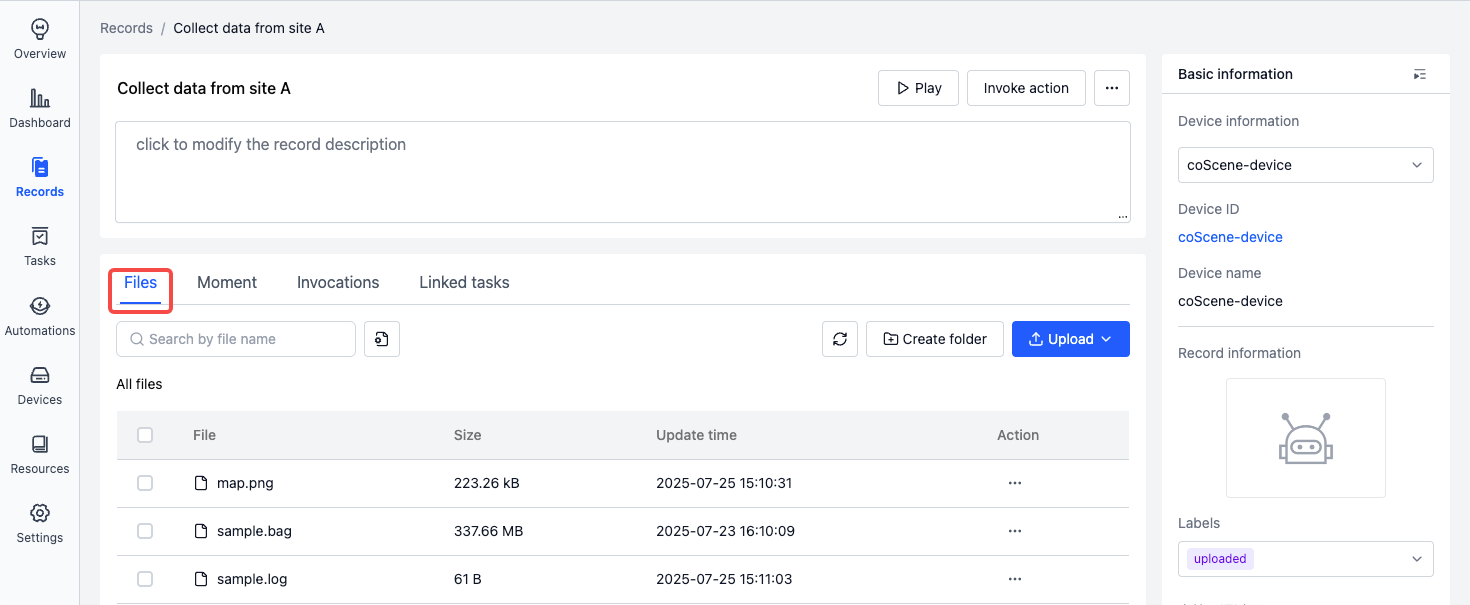 Overview
Dashboard
Records
Tasks
Automations
Devices
Resources
Settings
Records / Collect data from site A
Collect data from site A
Play
Invoke action
...
click to modify the record description
...
Files
Moment
Invocations
Linked tasks
Search by file name
Create folder
Upload
All files
File Size Update time Action
map.png 223.26 kB 2025-07-25 15:10:31 ...
sample.bag 337.66 MB 2025-07-23 16:10:09 ...
sample.log 61 B 2025-07-25 15:11:03 ...
Basic information
Device information
coScene-device
Device ID
coScene-device
Device name
coScene-device
Record information
Labels
uploaded